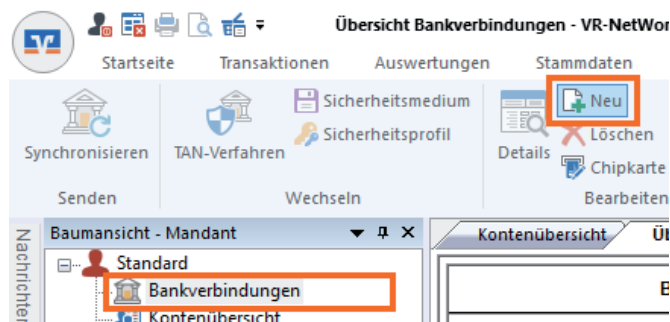 Übersicht Bankverbindungen - VR-NetWor
Startseite Transaktionen Auswertungen Stammdaten
Synchronisieren TAN-Verfahren Sicherheitsmedium Sicherheitsprofil Details Neu Löschen Chipkarte
Senden Wechseln Bearbeiten
Nachrichten
Baumansicht - Mandant
Kontenübersicht Üb
Standard
Bankverbindungen
B
Kontenübersicht